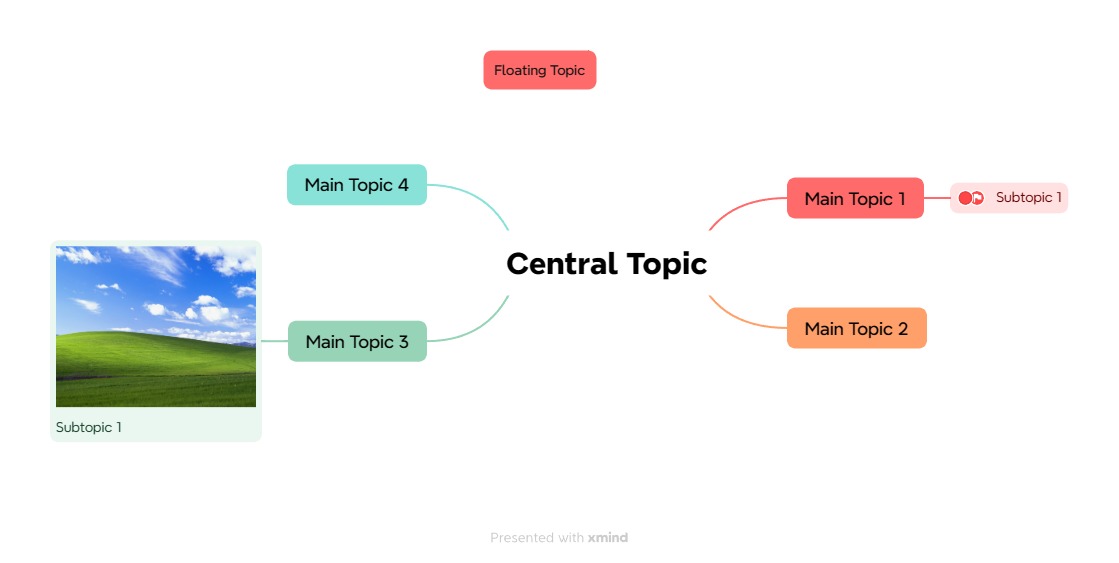 Floating Topic
Main Topic 4
Main Topic 1
Subtopic 1
Central Topic
Main Topic 3
Main Topic 2
Subtopic 1
Presented with xmind